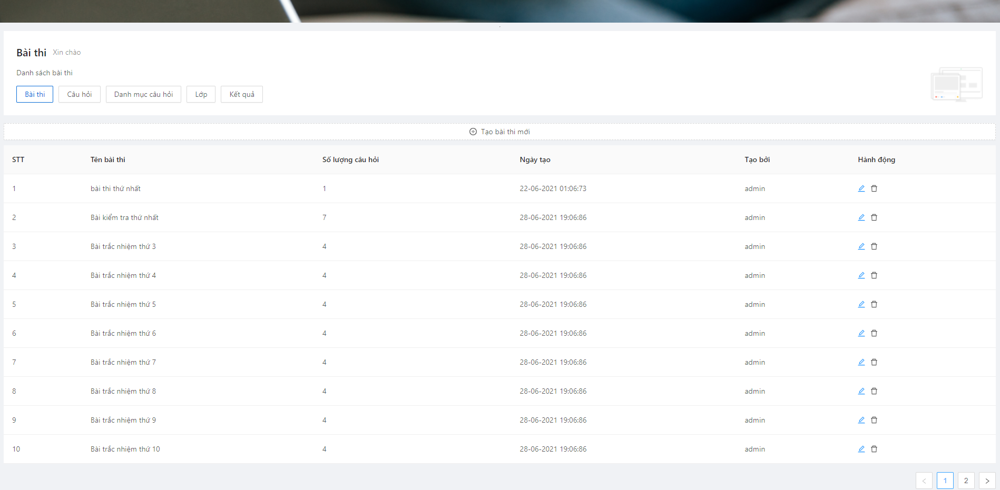 Bài thi Xin chào
Danh sách bài thi
Bài thi Câu hỏi Danh mục câu hỏi Lớp Kết quả
Tạo bài thi mới
STT Tên bài thi Số lượng câu hỏi Ngày tạo Tạo bởi Hành động
1 bài thi thứ nhất 1 22-06-2021 01:06:73 admin
2 Bài kiểm tra thứ nhất 7 28-06-2021 19:06:86 admin
3 Bài trắc nhiệm thứ 3 4 28-06-2021 19:06:86 admin
4 Bài trắc nhiệm thứ 4 4 28-06-2021 19:06:86 admin
5 Bài trắc nhiệm thứ 5 4 28-06-2021 19:06:86 admin
6 Bài trắc nhiệm thứ 6 4 28-06-2021 19:06:86 admin
7 Bài trắc nhiệm thứ 7 4 28-06-2021 19:06:86 admin
8 Bài trắc nhiệm thứ 8 4 28-06-2021 19:06:86 admin
9 Bài trắc nhiệm thứ 9 4 28-06-2021 19:06:86 admin
10 Bài trắc nhiệm thứ 10 4 28-06-2021 19:06:86 admin
< 1 2 >